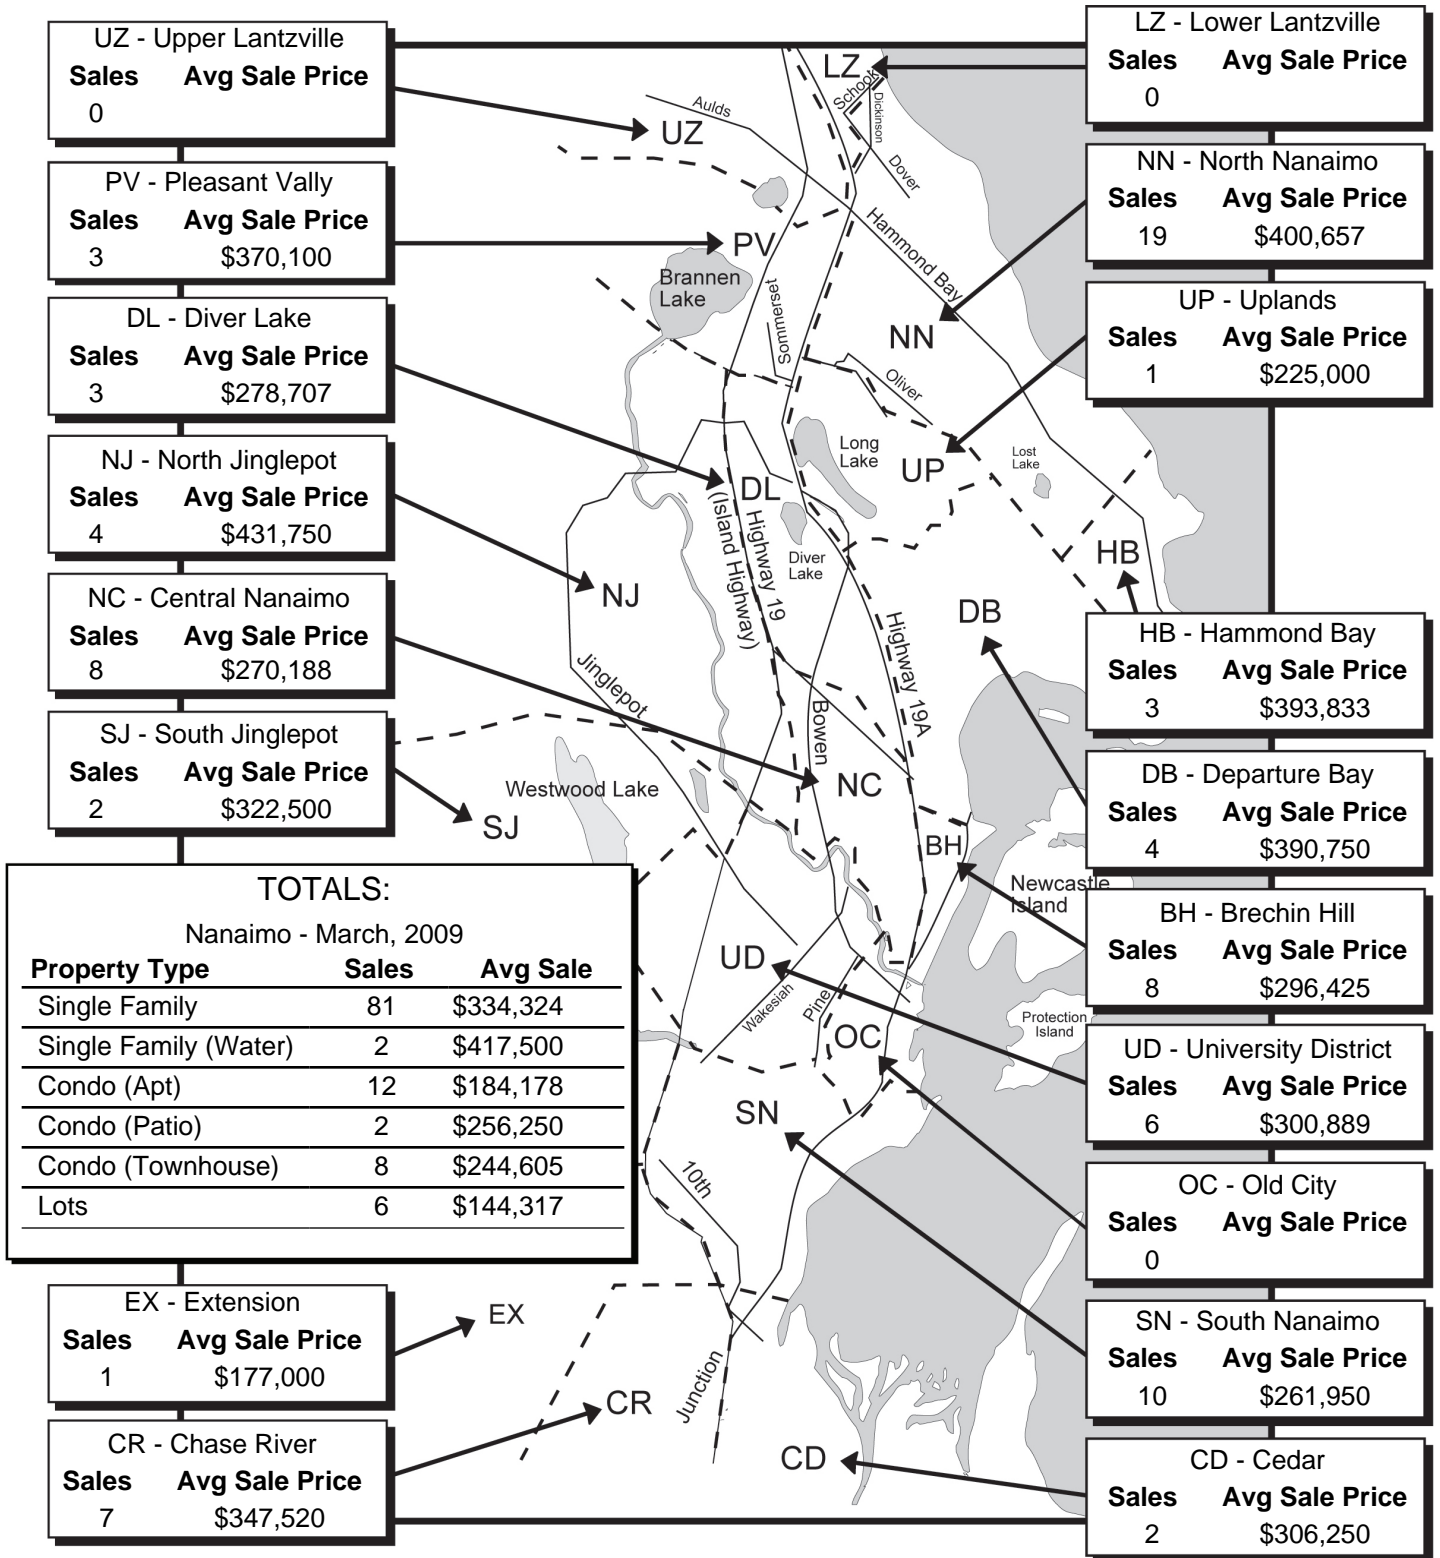 UZ - Upper Lantzville
Sales Avg Sale Price
0
PV - Pleasant Vally
Sales Avg Sale Price
3 $370,100
DL - Diver Lake
Sales Avg Sale Price
3 $278,707
NJ - North Jinglepot
Sales Avg Sale Price
4 $431,750
NC - Central Nanaimo
Sales Avg Sale Price
8 $270,188
SJ - South Jinglepot
Sales Avg Sale Price
2 $322,500
TOTALS:
Nanaimo - March, 2009
Property Type Sales Avg Sale
Single Family 81 $334,324
Single Family (Water) 2 $417,500
Condo (Apt) 12 $184,178
Condo (Patio) 2 $256,250
Condo (Townhouse) 8 $244,605
Lots 6 $144,317
EX - Extension
Sales Avg Sale Price
1 $177,000
CR - Chase River
Sales Avg Sale Price
7 $347,520
LZ
School
Dickinson
Aulds
UZ
Dover
Hammond Bay
PV
Brannen
Lake
Sommerset
NN
Oliver
Long
Lake
UP
Lost
Lake
DL
Highway 19
(Island Highway)
Diver
Lake
HB
NJ
DB
Highway 19A
Jinglepot
Bowen
Westwood Lake
NC
SJ
BH
Newcastle
Island
UD
Wakesiah
Pine
Protection
Island
OC
SN
10th
EX
Junction
CR
CD
LZ - Lower Lantzville
Sales Avg Sale Price
0
NN - North Nanaimo
Sales Avg Sale Price
19 $400,657
UP - Uplands
Sales Avg Sale Price
1 $225,000
HB - Hammond Bay
Sales Avg Sale Price
3 $393,833
DB - Departure Bay
Sales Avg Sale Price
4 $390,750
BH - Brechin Hill
Sales Avg Sale Price
8 $296,425
UD - University District
Sales Avg Sale Price
6 $300,889
OC - Old City
Sales Avg Sale Price
0
SN - South Nanaimo
Sales Avg Sale Price
10 $261,950
CD - Cedar
Sales Avg Sale Price
2 $306,250